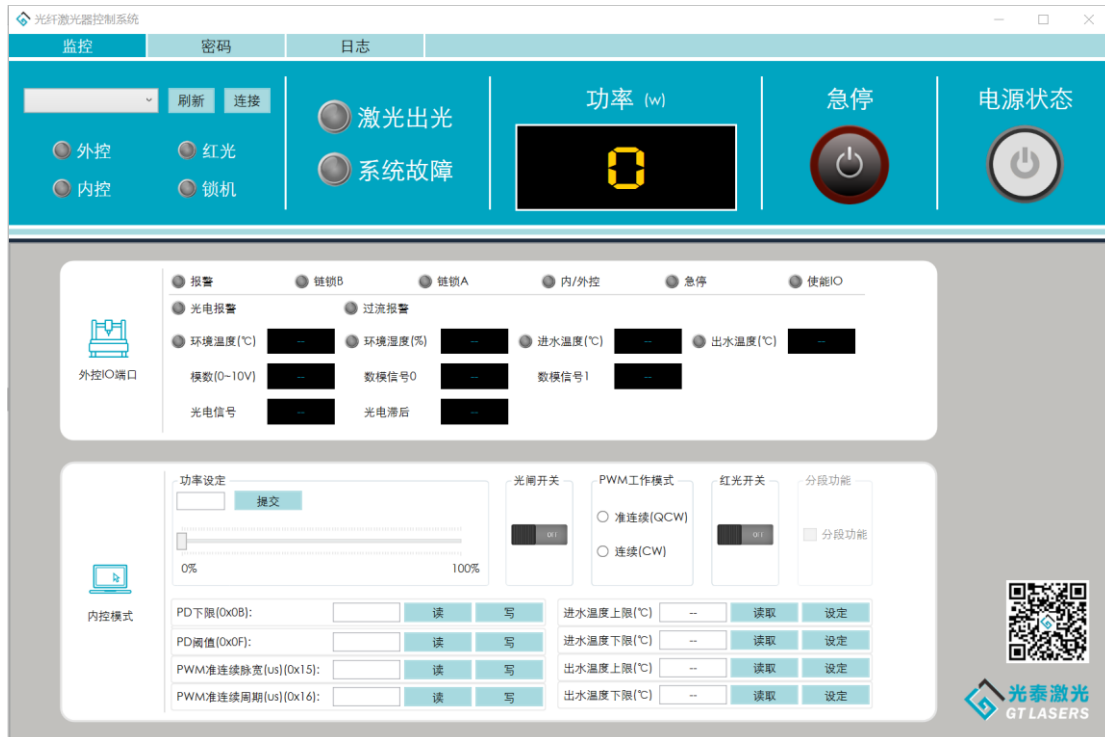 光纤激光器控制系统
监控 密码 日志
刷新 连接
外控 红光
内控 锁机
激光出光
系统故障
功率 (w)
0
急停
电源状态
报警 链锁B 链锁A 内/外控 急停 使能IO
光电报警 过流报警
环境温度(℃) -- 环境湿度(%) -- 进水温度(℃) -- 出水温度(℃) --
外控IO端口
模数(0~10V) -- 数模信号0 -- 数模信号1 --
光电信号 -- 光电滞后 --
功率设定
提交
0% 100%
光闸开关
OFF
PWM工作模式
准连续(QCW)
连续(CW)
红光开关
OFF
分段功能
分段功能
内控模式
PD下限(0x0B): 读 写
PD阈值(0x0F): 读 写
PWM准连续脉宽(us)(0x15): 读 写
PWM准连续周期(us)(0x16): 读 写
进水温度上限(℃) -- 读取 设定
进水温度下限(℃) -- 读取 设定
出水温度上限(℃) -- 读取 设定
出水温度下限(℃) -- 读取 设定
光泰激光
GT LASERS